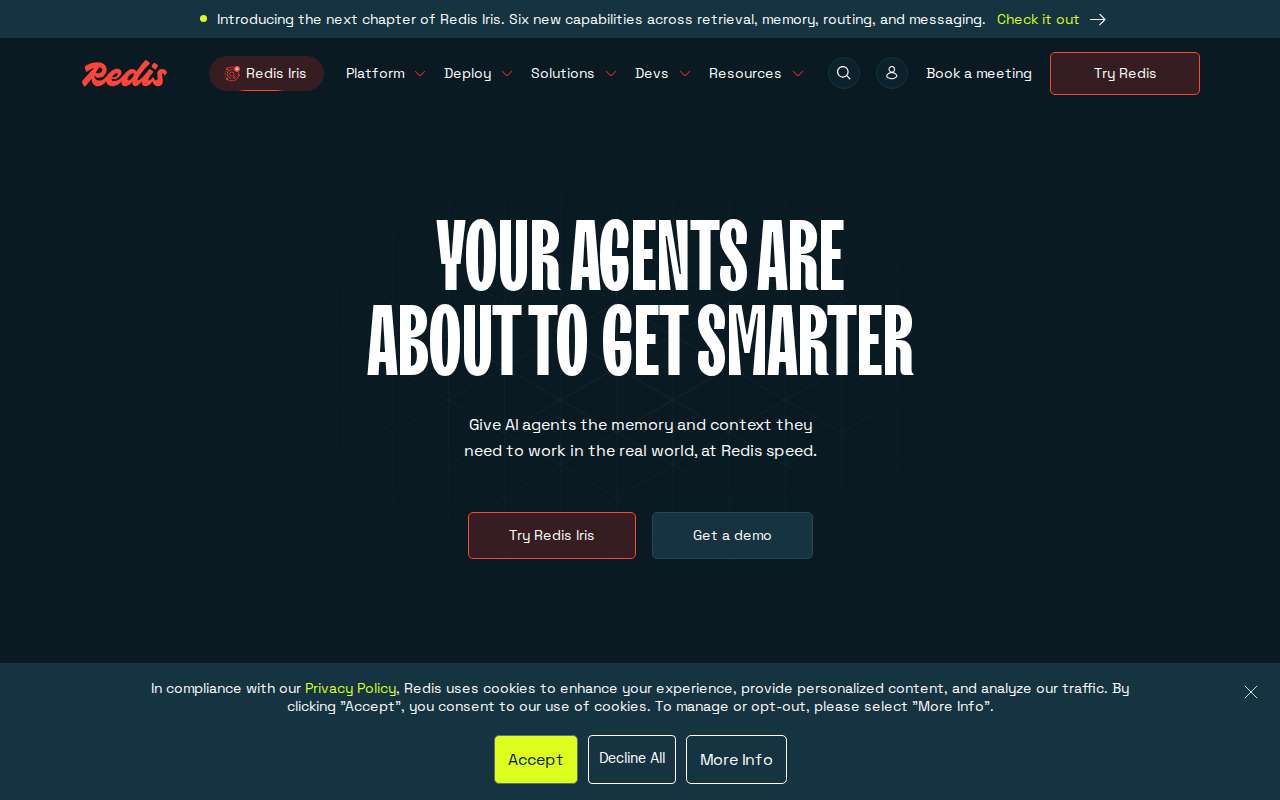 Introducing the next chapter of Redis Iris. Six new capabilities across retrieval, memory, routing, and messaging. Check it out
Redis
Redis Iris
Platform
Deploy
Solutions
Devs
Resources
Book a meeting
Try Redis
YOUR AGENTS ARE
ABOUT TO GET SMARTER
Give AI agents the memory and context they
need to work in the real world, at Redis speed.
Try Redis Iris
Get a demo
In compliance with our Privacy Policy, Redis uses cookies to enhance your experience, provide personalized content, and analyze our traffic. By
clicking "Accept", you consent to our use of cookies. To manage or opt-out, please select "More Info".
Accept
Decline All
More Info